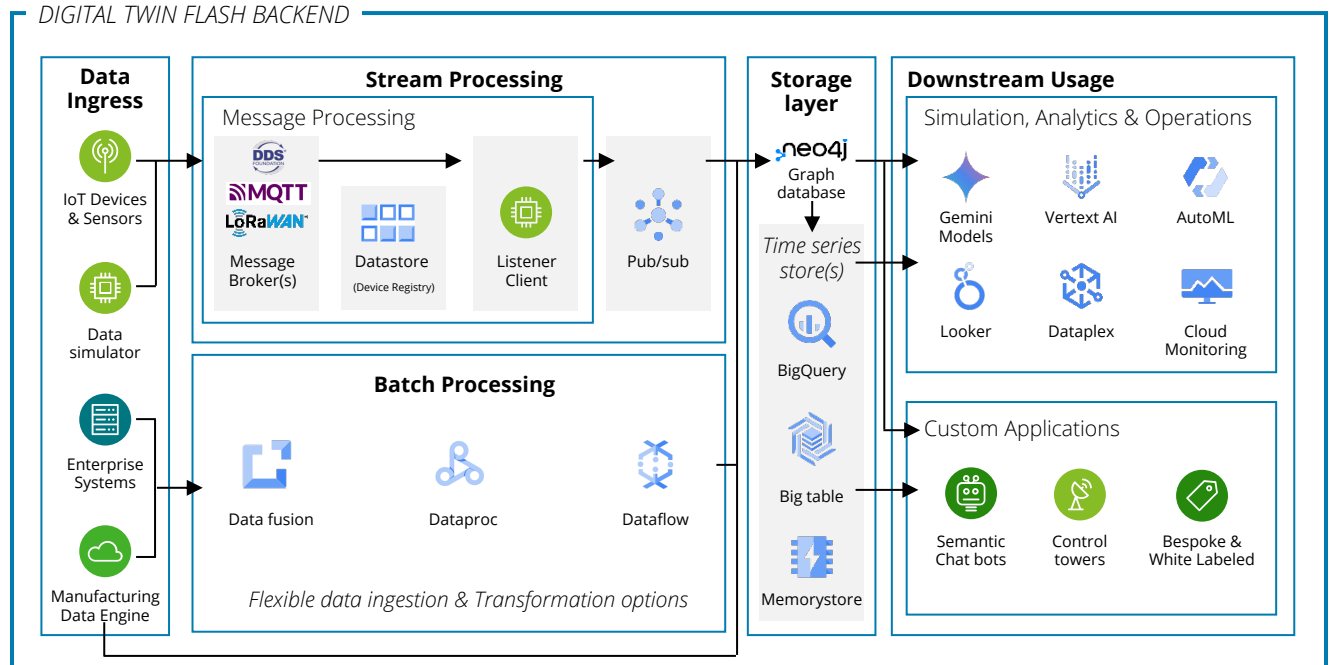 DIGITAL TWIN FLASH BACKEND
Data
Ingress
IoT Devices
& Sensors
Data
simulator
Enterprise
Systems
Manufacturing
Data Engine
Stream Processing
Message Processing
DDS
FOUNDATION
MQTT
LoRaWAN
Message
Broker(s)
Datastore
(Device Registry)
Listener
Client
Pub/sub
Batch Processing
Data fusion
Dataproc
Dataflow
Flexible data ingestion & Transformation options
Storage
layer
neo4j
Graph
database
Time series
store(s)
BigQuery
Big table
Memorystore
Downstream Usage
Simulation, Analytics & Operations
Gemini
Models
Vertext AI
AutoML
Looker
Dataplex
Cloud
Monitoring
Custom Applications
Semantic
Chat bots
Control
towers
Bespoke &
White Labeled